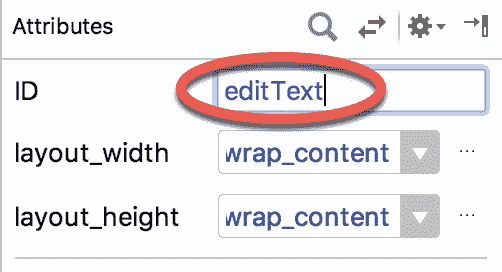 Attributes
ID editText
layout_width wrap_content ...
layout_height wrap_content ...